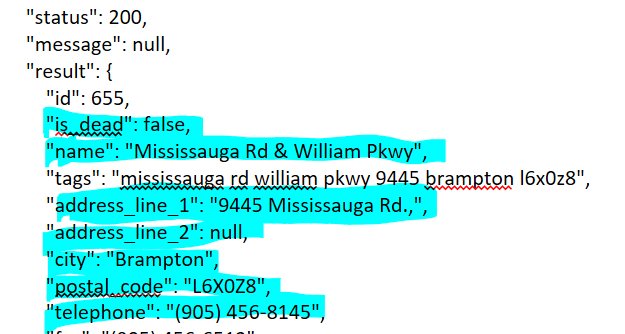 "status": 200,
"message": null,
"result": {
"id": 655,
"is_dead": false,
"name": "Mississauga Rd & William Pkwy",
"tags": "mississauga rd william pkwy 9445 brampton l6x0z8",
"address_line_1": "9445 Mississauga Rd.,",
"address_line_2": null,
"city": "Brampton",
"postal_code": "L6X0Z8",
"telephone": "(905) 456-8145",